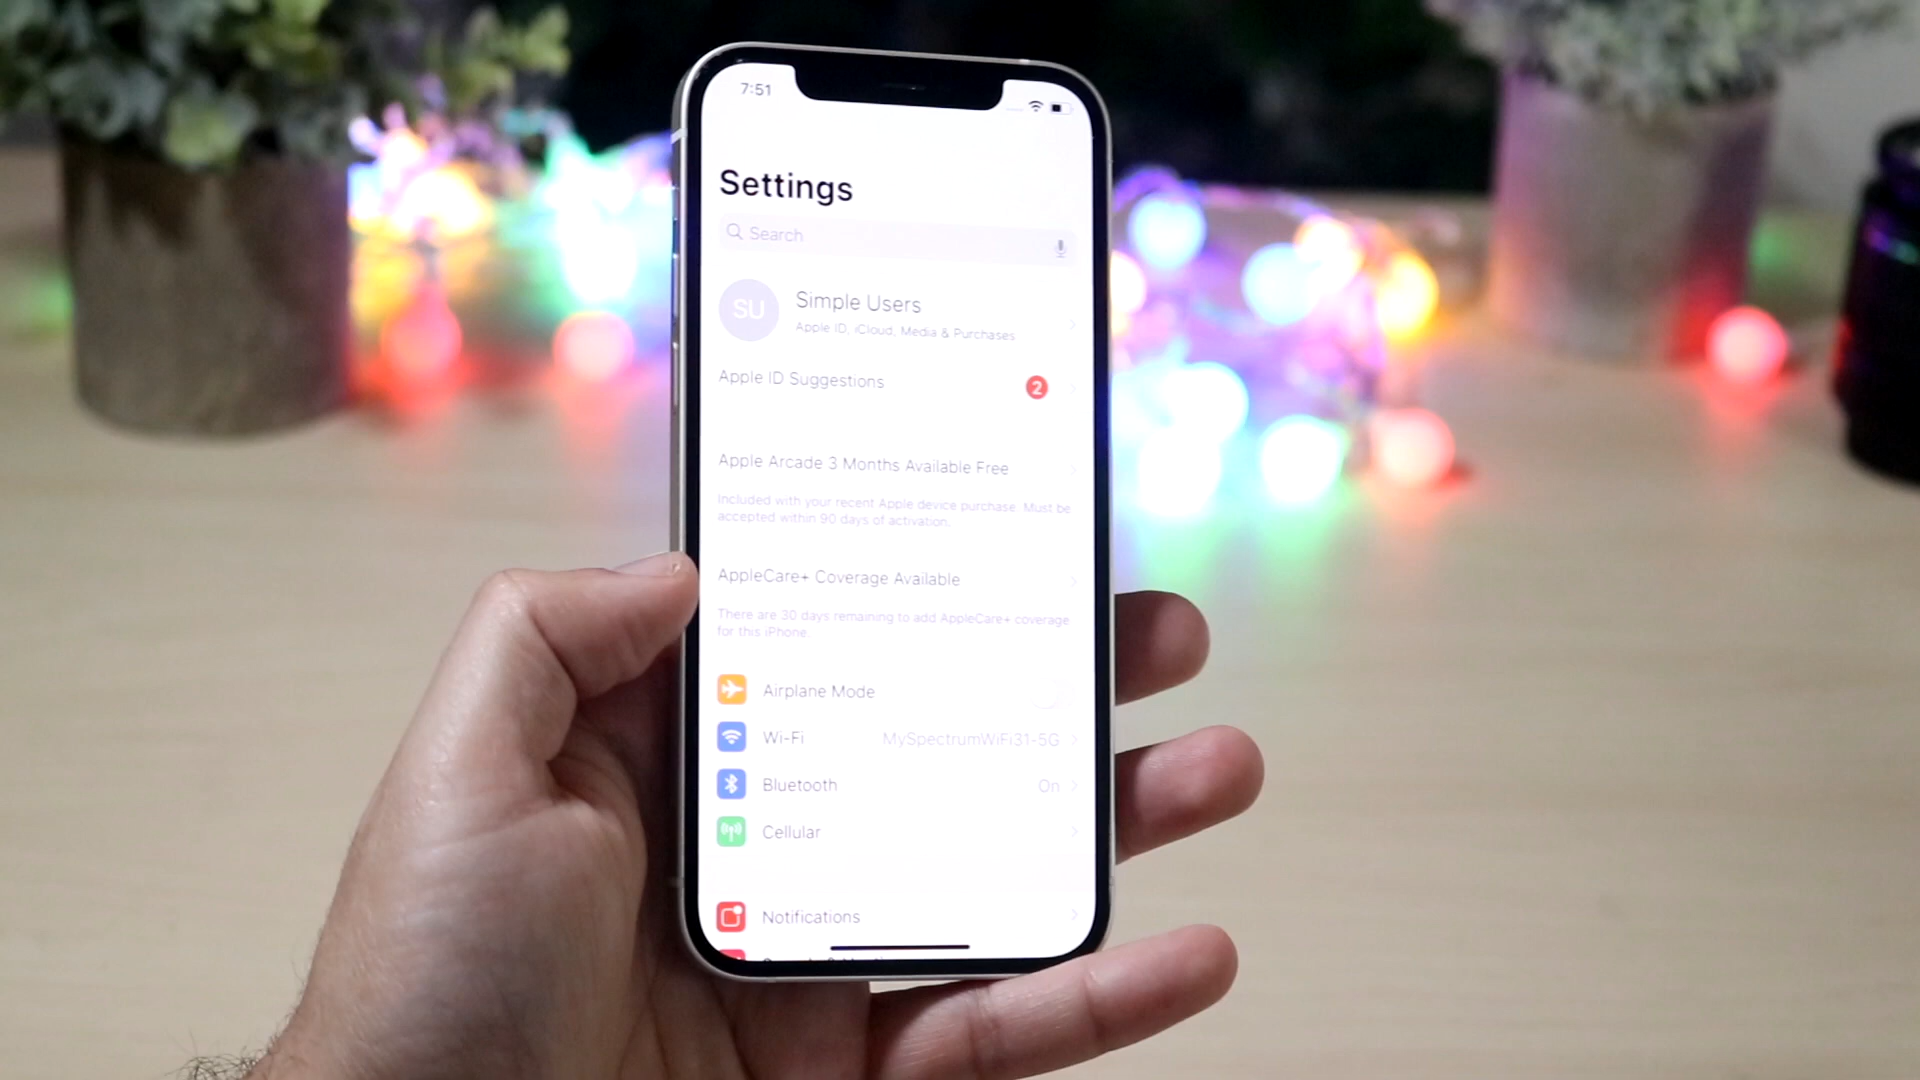 7:51
Settings
Search
SU
Simple Users
Apple ID, iCloud, Media & Purchases
Apple ID Suggestions
2
Apple Arcade 3 Months Available Free
Included with your recent Apple device purchase. Must be
accepted within 90 days of activation.
AppleCare+ Coverage Available
There are 30 days remaining to add AppleCare+ coverage
for this iPhone.
Airplane Mode
Wi-Fi MySpectrumWiFi31-5G
Bluetooth On
Cellular
Notifications